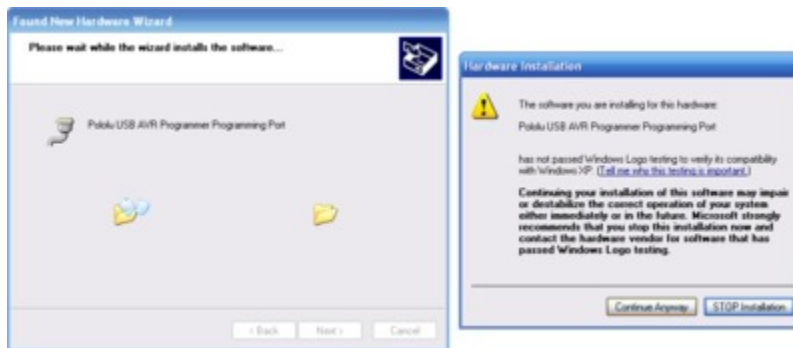 Found New Hardware Wizard
Please wait while the wizard installs the software...
Pololu USB AVR Programmer Programming Port
< Back
Next >
Cancel
Hardware Installation
The software you are installing for this hardware:
Pololu USB AVR Programmer Programming Port
has not passed Windows Logo testing to verify its compatibility
with Windows XP. (Tell me why this testing is important.)
Continuing your installation of this software may impair
or destabilize the correct operation of your system
either immediately or in the future. Microsoft strongly
recommends that you stop this installation now and
contact the hardware vendor for software that has
passed Windows Logo testing.
Continue Anyway
STOP Installation